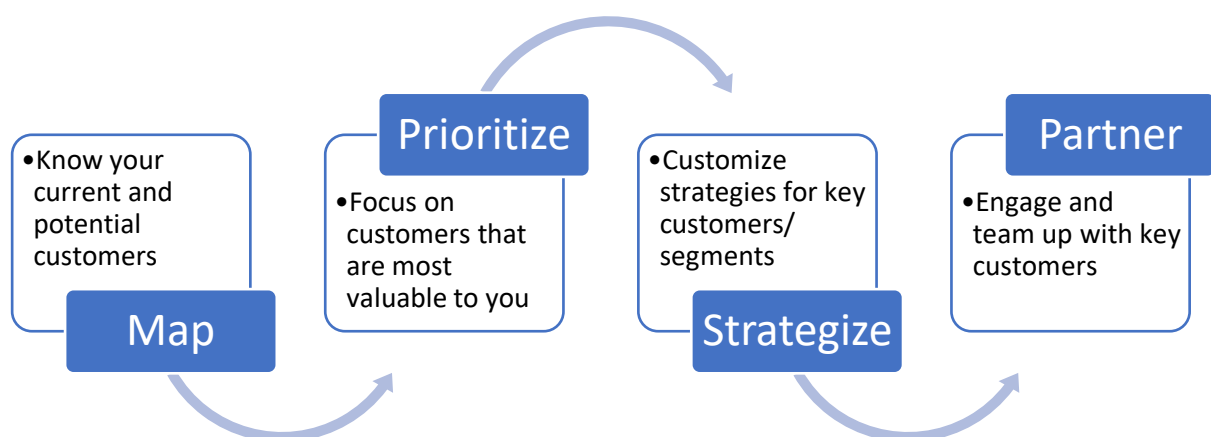 •Know your
current and
potential
customers
Map
Prioritize
•Focus on
customers that
are most
valuable to you
•Customize
strategies for key
customers/
segments
Strategize
Partner
•Engage and
team up with key
customers